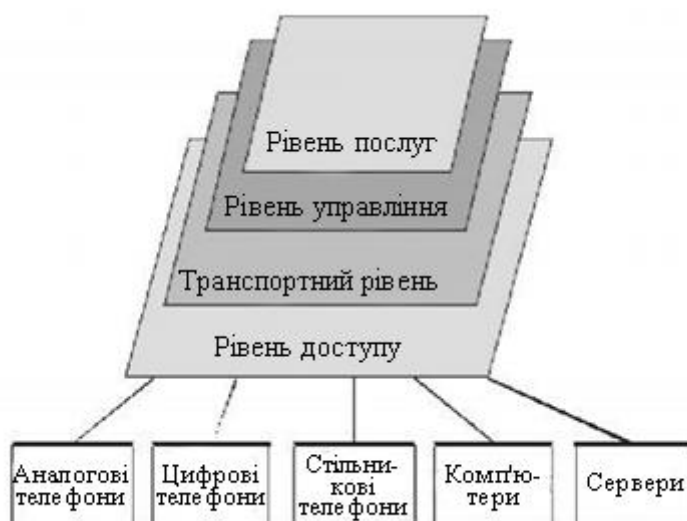 Рівень послуг
Рівень управління
Транспортний рівень
Рівень доступу
Аналогові
телефони
Цифрові
телефони
Стільни-
кові
телефони
Комп'ю-
тери
Сервери